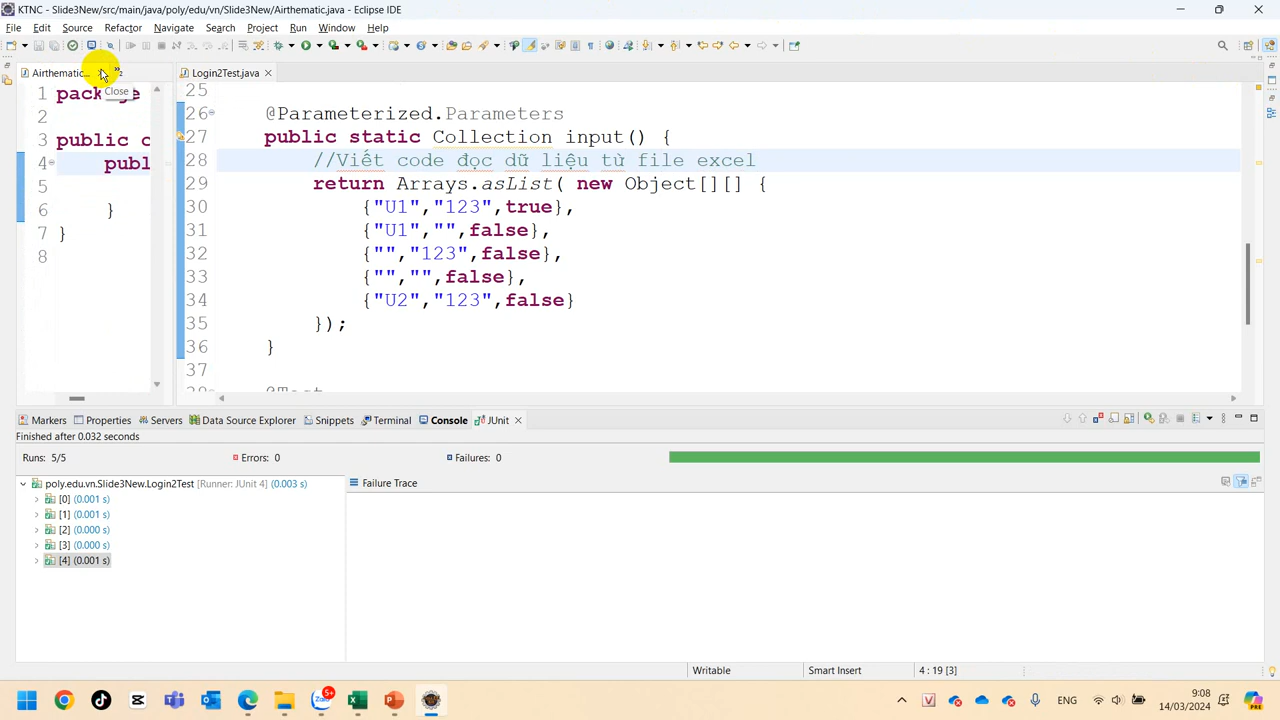 KTNC - Slide3New/src/main/java/poly/edu/vn/Slide3New/Airthematic.java - Eclipse IDE
File Edit Source Refactor Navigate Search Project Run Window Help
Airthematic...
Login2Test.java
Close
1 package
2
3 public c
4 publ
5
6 }
7 }
8
25
26 @Parameterized.Parameters
27 public static Collection input() {
28 //Viết code đọc dữ liệu từ file excel
29 return Arrays.asList( new Object[][] {
30 {"U1","123",true},
31 {"U1","",false},
32 {"","123",false},
33 {"","",false},
34 {"U2","123",false}
35 });
36 }
37
38 @Test
Markers Properties Servers Data Source Explorer Snippets Terminal Console JUnit
Finished after 0.032 seconds
Runs: 5/5 Errors: 0 Failures: 0
poly.edu.vn.Slide3New.Login2Test [Runner: JUnit 4] (0.003 s)
Failure Trace
[0] (0.001 s)
[1] (0.001 s)
[2] (0.000 s)
[3] (0.000 s)
[4] (0.001 s)
Writable Smart Insert 4 : 19 [3]
5+
ENG
9:08
14/03/2024
PRE